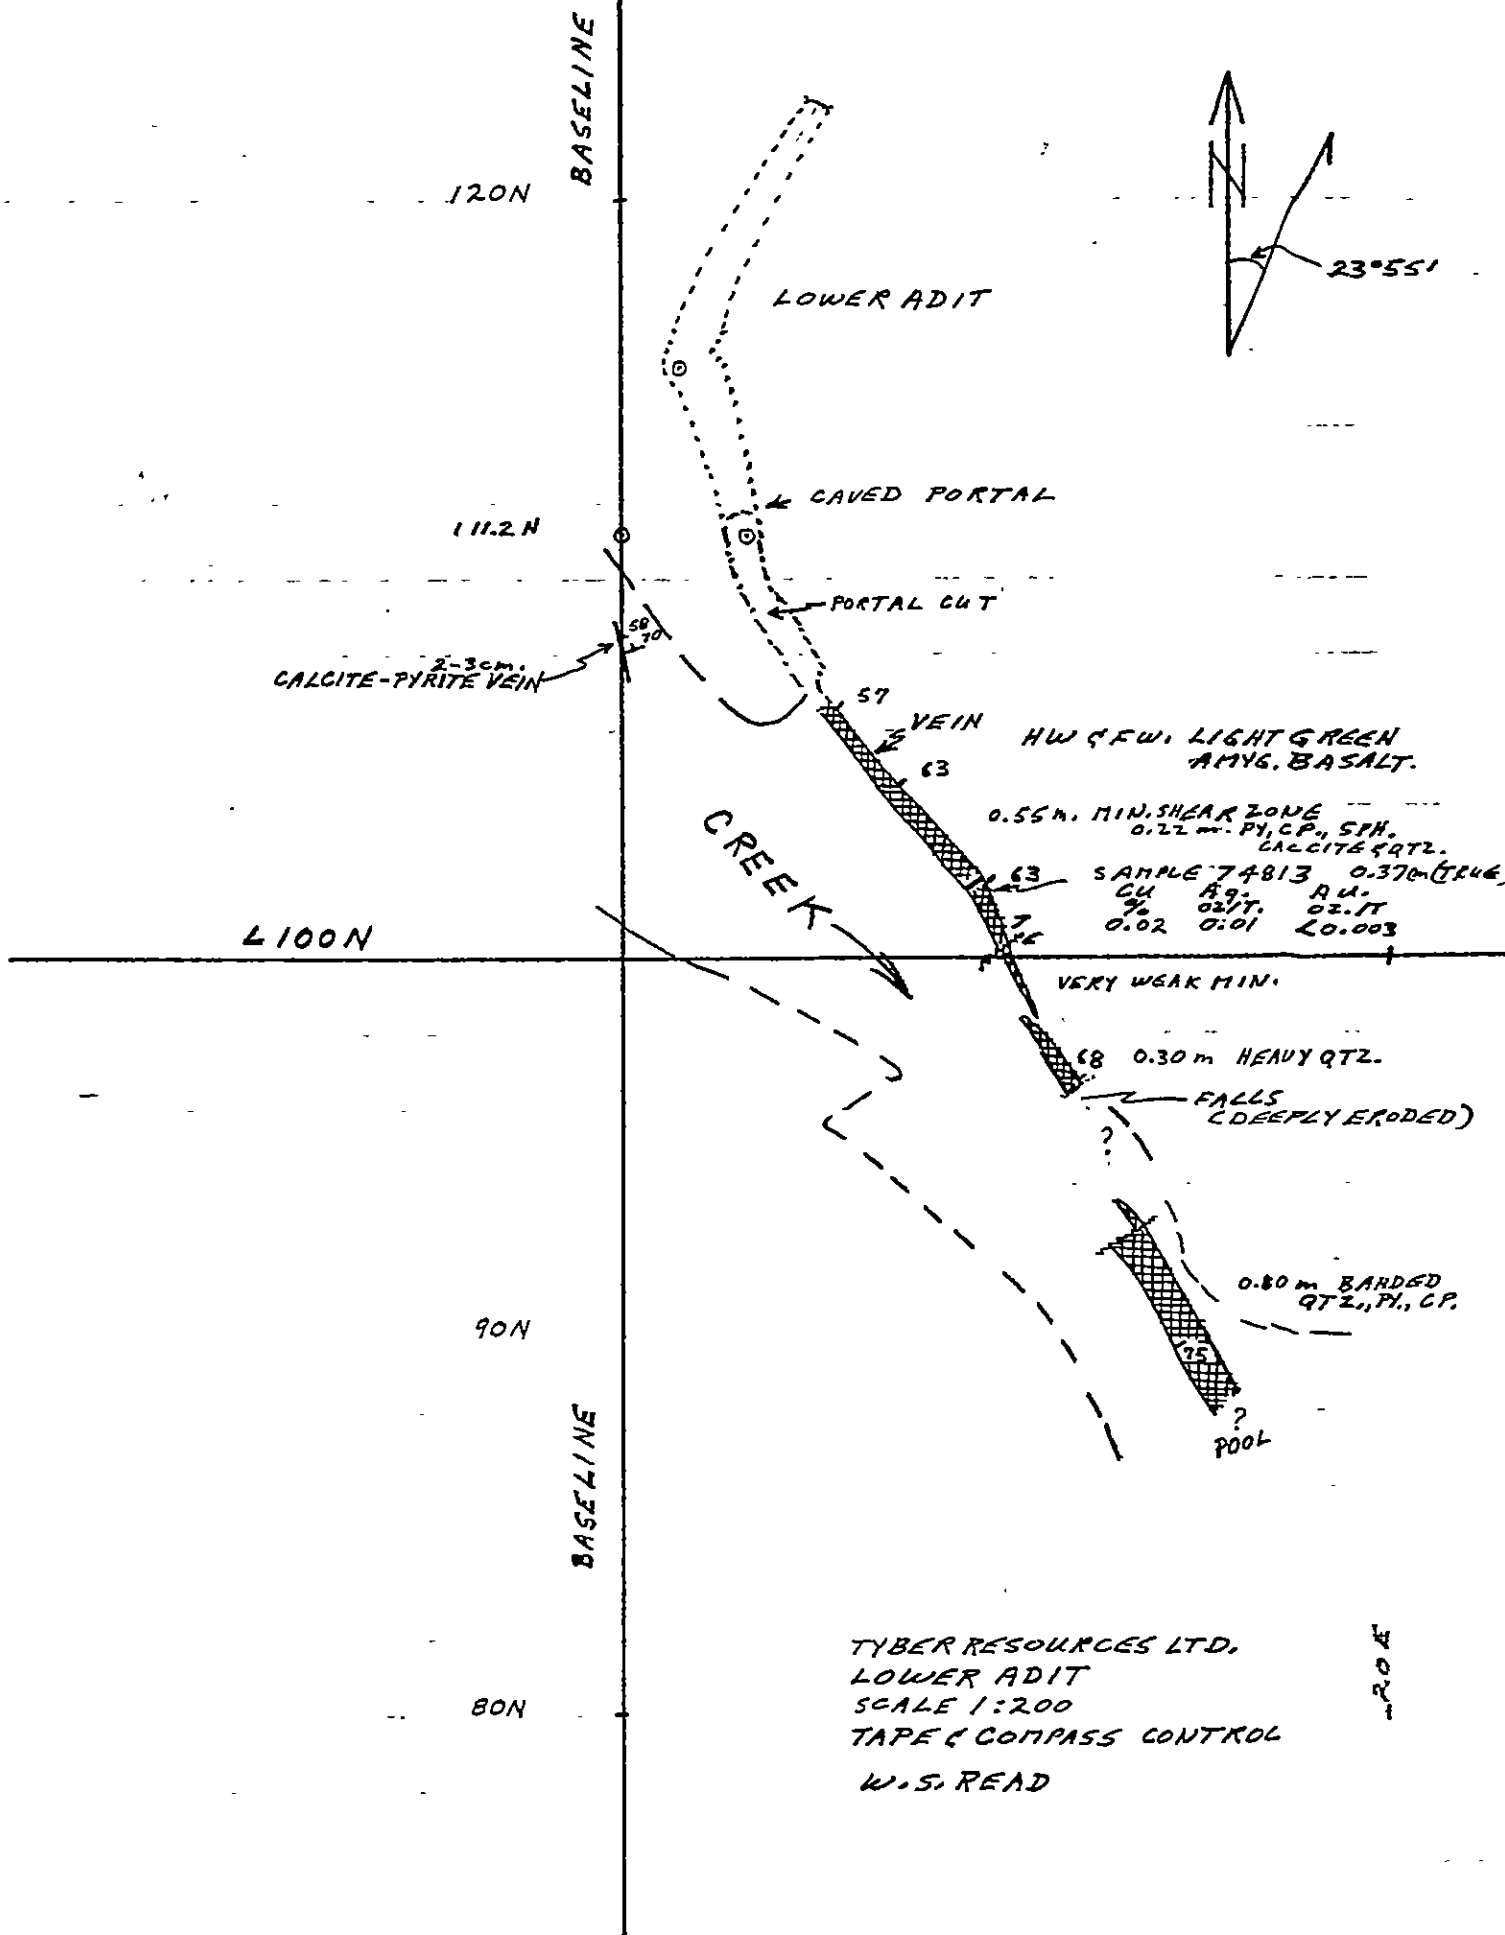 BASELINE
N
120N
23°55'
LOWER ADIT
CAVED PORTAL
111.2N
PORTAL CUT
58
70
2-3cm.
CALCITE-PYRITE VEIN
57
VEIN
HW & FW. LIGHT GREEN
AMYG. BASALT.
63
0.55m. MIN. SHEAR ZONE
0.22 m. PY, CP., SPH.
CALCITE & QTZ.
CREEK
63
SAMPLE 74813 0.37m (TRUE)
CU Ag. AU.
% OZ/T. OZ./T
0.02 0.01 <0.003
L100N
VERY WEAK MIN.
68
0.30 m HEAVY QTZ.
FALLS
(DEEPLY ERODED)
?
0.80 m BANDED
QTZ., PY., CP.
90N
75
?
POOL
BASELINE
TYBER RESOURCES LTD.
LOWER ADIT
SCALE 1:200
TAPE & COMPASS CONTROL
W.S. READ
20E
80N